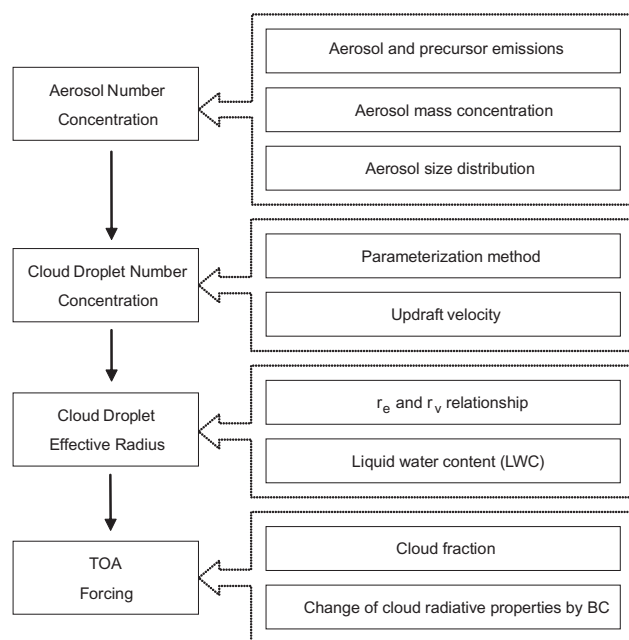 Aerosol and precursor emissions
Aerosol Number
Concentration
Aerosol mass concentration
Aerosol size distribution
Cloud Droplet Number
Concentration
Parameterization method
Updraft velocity
Cloud Droplet
Effective Radius
r_e and r_v relationship
Liquid water content (LWC)
TOA
Forcing
Cloud fraction
Change of cloud radiative properties by BC